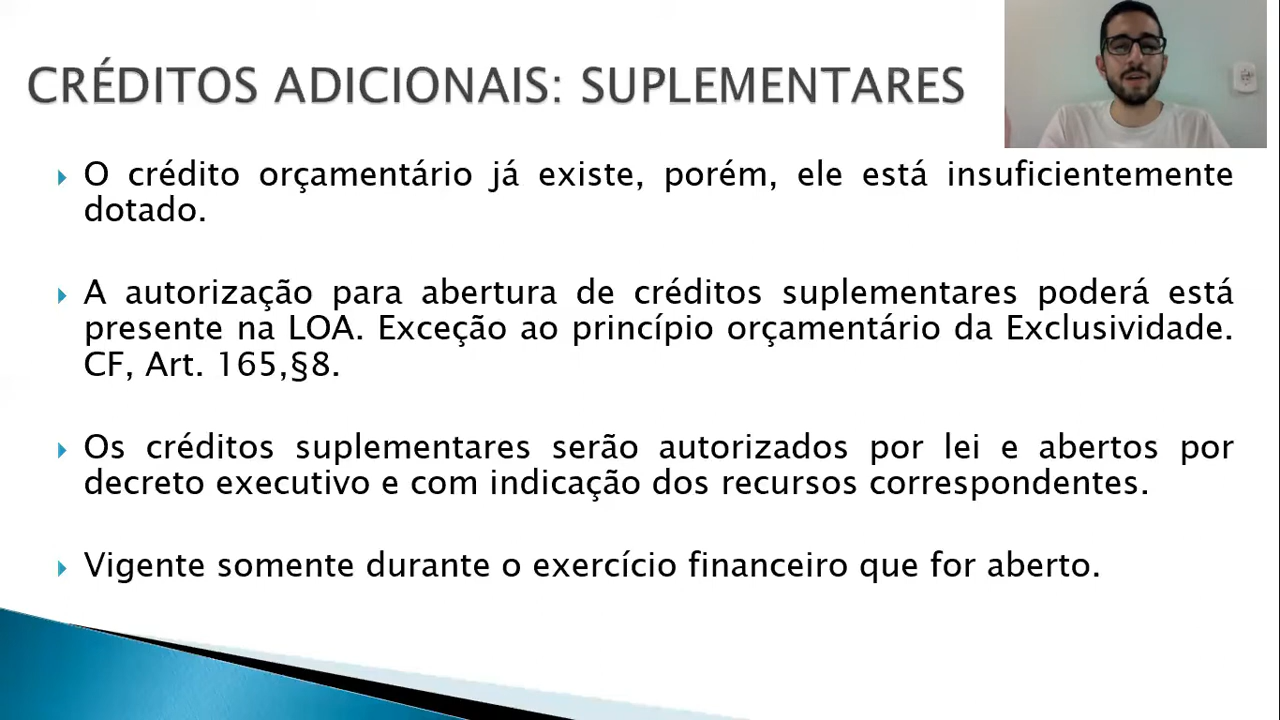 CRÉDITOS ADICIONAIS: SUPLEMENTARES
O crédito orçamentário já existe, porém, ele está insuficientemente
dotado.
A autorização para abertura de créditos suplementares poderá está
presente na LOA. Exceção ao princípio orçamentário da Exclusividade.
CF, Art. 165,§8.
Os créditos suplementares serão autorizados por lei e abertos por
decreto executivo e com indicação dos recursos correspondentes.
Vigente somente durante o exercício financeiro que for aberto.